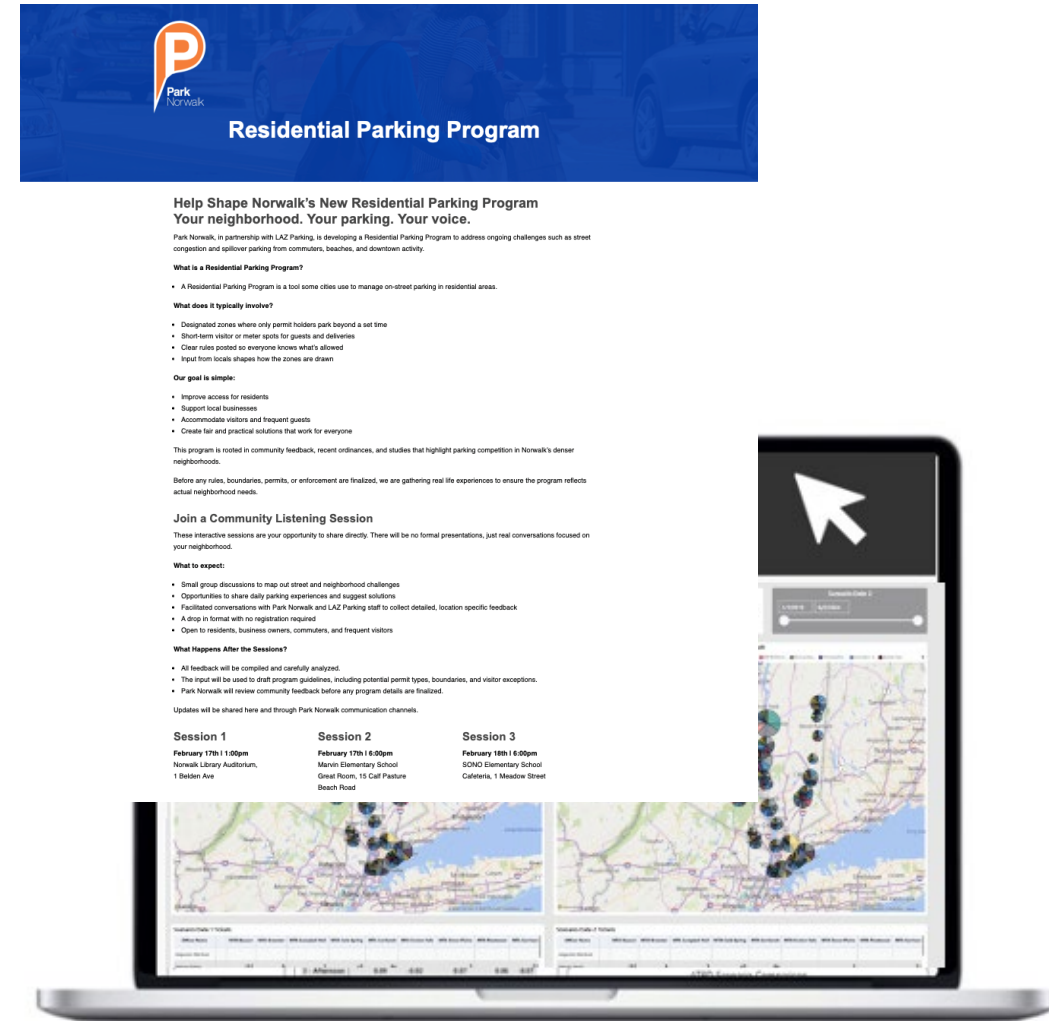 Park
Norwalk
Residential Parking Program
Help Shape Norwalk's New Residential Parking Program
Your neighborhood. Your parking. Your voice.
Park Norwalk, in partnership with LAZ Parking, is developing a Residential Parking Program to address ongoing challenges such as street
congestion and spillover parking from commuters, beaches, and downtown activity.
What is a Residential Parking Program?
• A Residential Parking Program is a tool some cities use to manage on-street parking in residential areas.
What does it typically involve?
• Designated zones where only permit holders park beyond a set time
• Short-term visitor or meter spots for guests and deliveries
• Clear rules posted so everyone knows what's allowed
• Input from locals shapes how the zones are drawn
Our goal is simple:
• Improve access for residents
• Support local businesses
• Accommodate visitors and frequent guests
• Create fair and practical solutions that work for everyone
This program is rooted in community feedback, recent ordinances, and studies that highlight parking competition in Norwalk's denser
neighborhoods.
Before any rules, boundaries, permits, or enforcement are finalized, we are gathering real life experiences to ensure the program reflects
actual neighborhood needs.
Join a Community Listening Session
These interactive sessions are your opportunity to share directly. There will be no formal presentations, just real conversations focused on
your neighborhood.
What to expect:
• Small group discussions to map out street and neighborhood challenges
• Opportunities to share daily parking experiences and suggest solutions
• Facilitated conversations with Park Norwalk and LAZ Parking staff to collect detailed, location specific feedback
• A drop in format with no registration required
• Open to residents, business owners, commuters, and frequent visitors
What Happens After the Sessions?
• All feedback will be compiled and carefully analyzed.
• The input will be used to draft program guidelines, including potential permit types, boundaries, and visitor exceptions.
• Park Norwalk will review community feedback before any program details are finalized.
Updates will be shared here and through Park Norwalk communication channels.
Session 1
February 17th | 1:00pm
Norwalk Library Auditorium,
1 Belden Ave
Session 2
February 17th | 6:00pm
Marvin Elementary School
Great Room, 15 Calf Pasture
Beach Road
Session 3
February 18th | 6:00pm
SONO Elementary School
Cafeteria, 1 Meadow Street
Scenario Date 2
Scenario Date 1 Tickets
Scenario Date 2 Tickets